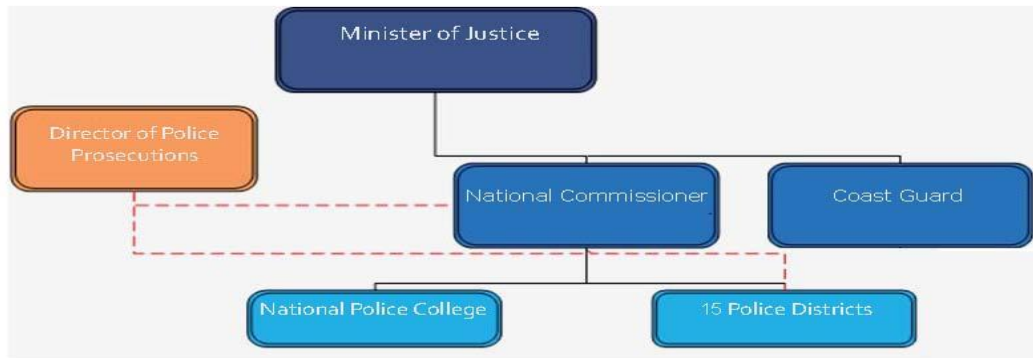 Minister of Justice
Director of Police
Prosecutions
National Commissioner
Coast Guard
National Police College
15 Police Districts